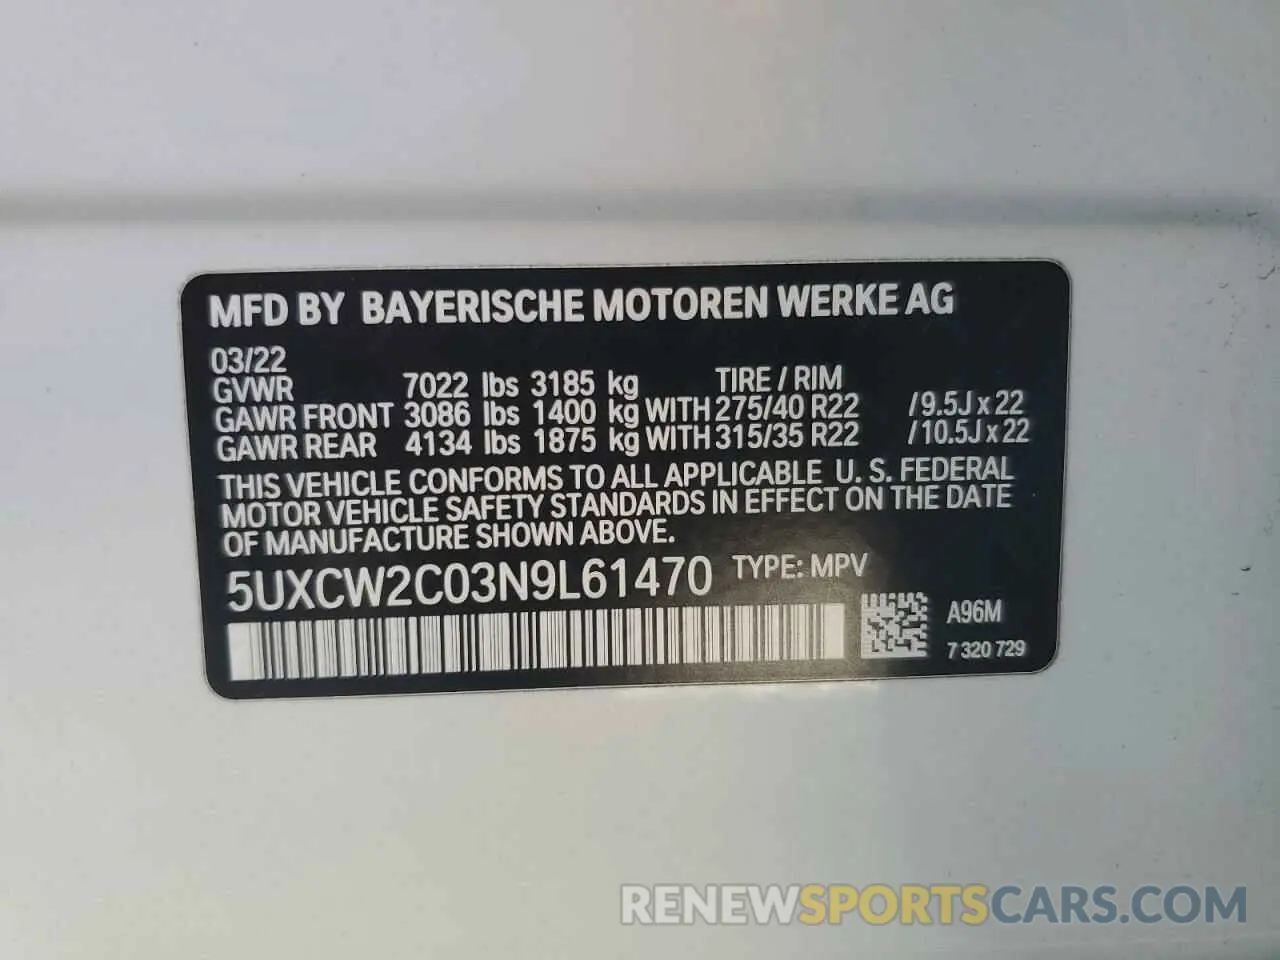 MFD BY BAYERISCHE MOTOREN WERKE AG
03/22
GVWR 7022 lbs 3185 kg TIRE / RIM
GAWR FRONT 3086 lbs 1400 kg WITH 275/40 R22 /9.5J x 22
GAWR REAR 4134 lbs 1875 kg WITH 315/35 R22 /10.5J x 22
THIS VEHICLE CONFORMS TO ALL APPLICABLE U. S. FEDERAL
MOTOR VEHICLE SAFETY STANDARDS IN EFFECT ON THE DATE
OF MANUFACTURE SHOWN ABOVE.
5UXCW2C03N9L61470 TYPE: MPV
A96M
7 320 729
RENEWSPORTSCARS.COM